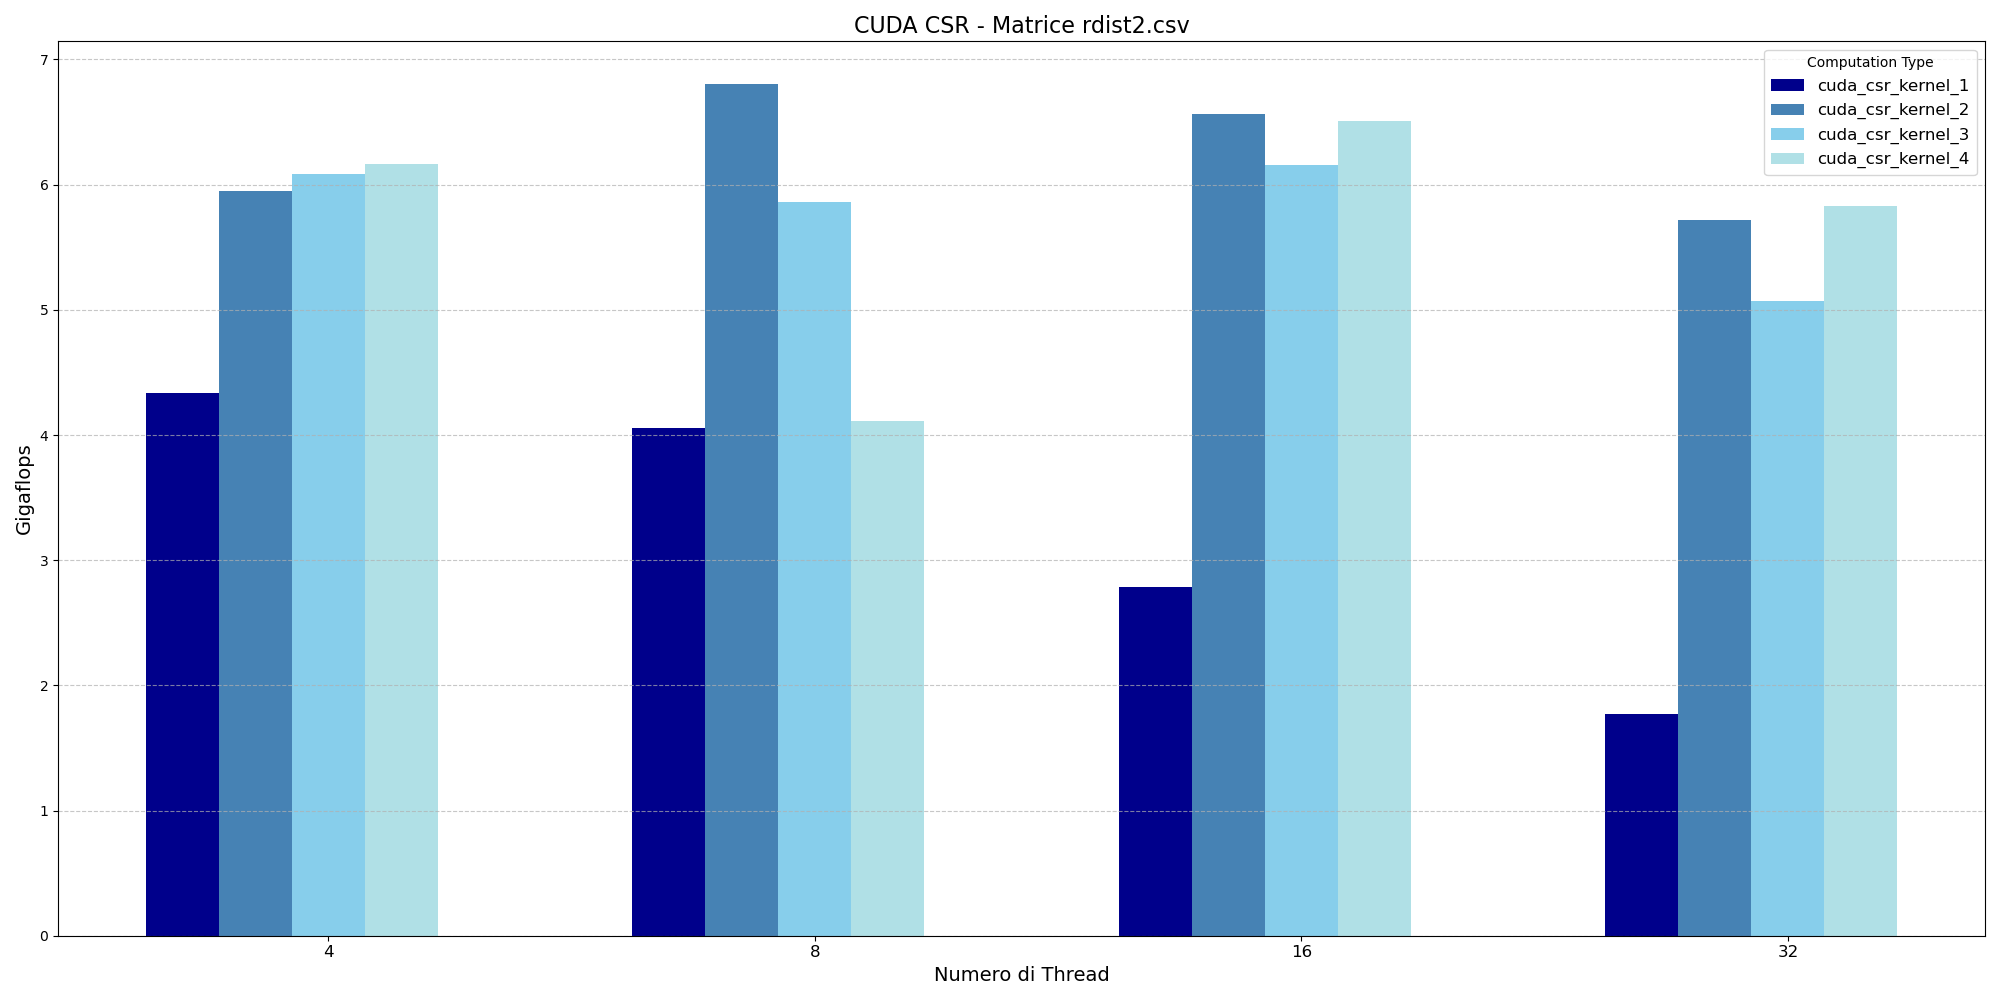 CUDA CSR - Matrice rdist2.csv
Computation Type
cuda_csr_kernel_1
cuda_csr_kernel_2
cuda_csr_kernel_3
cuda_csr_kernel_4
Gigaflops
7
6
5
4
3
2
1
0
4 8 16 32
Numero di Thread